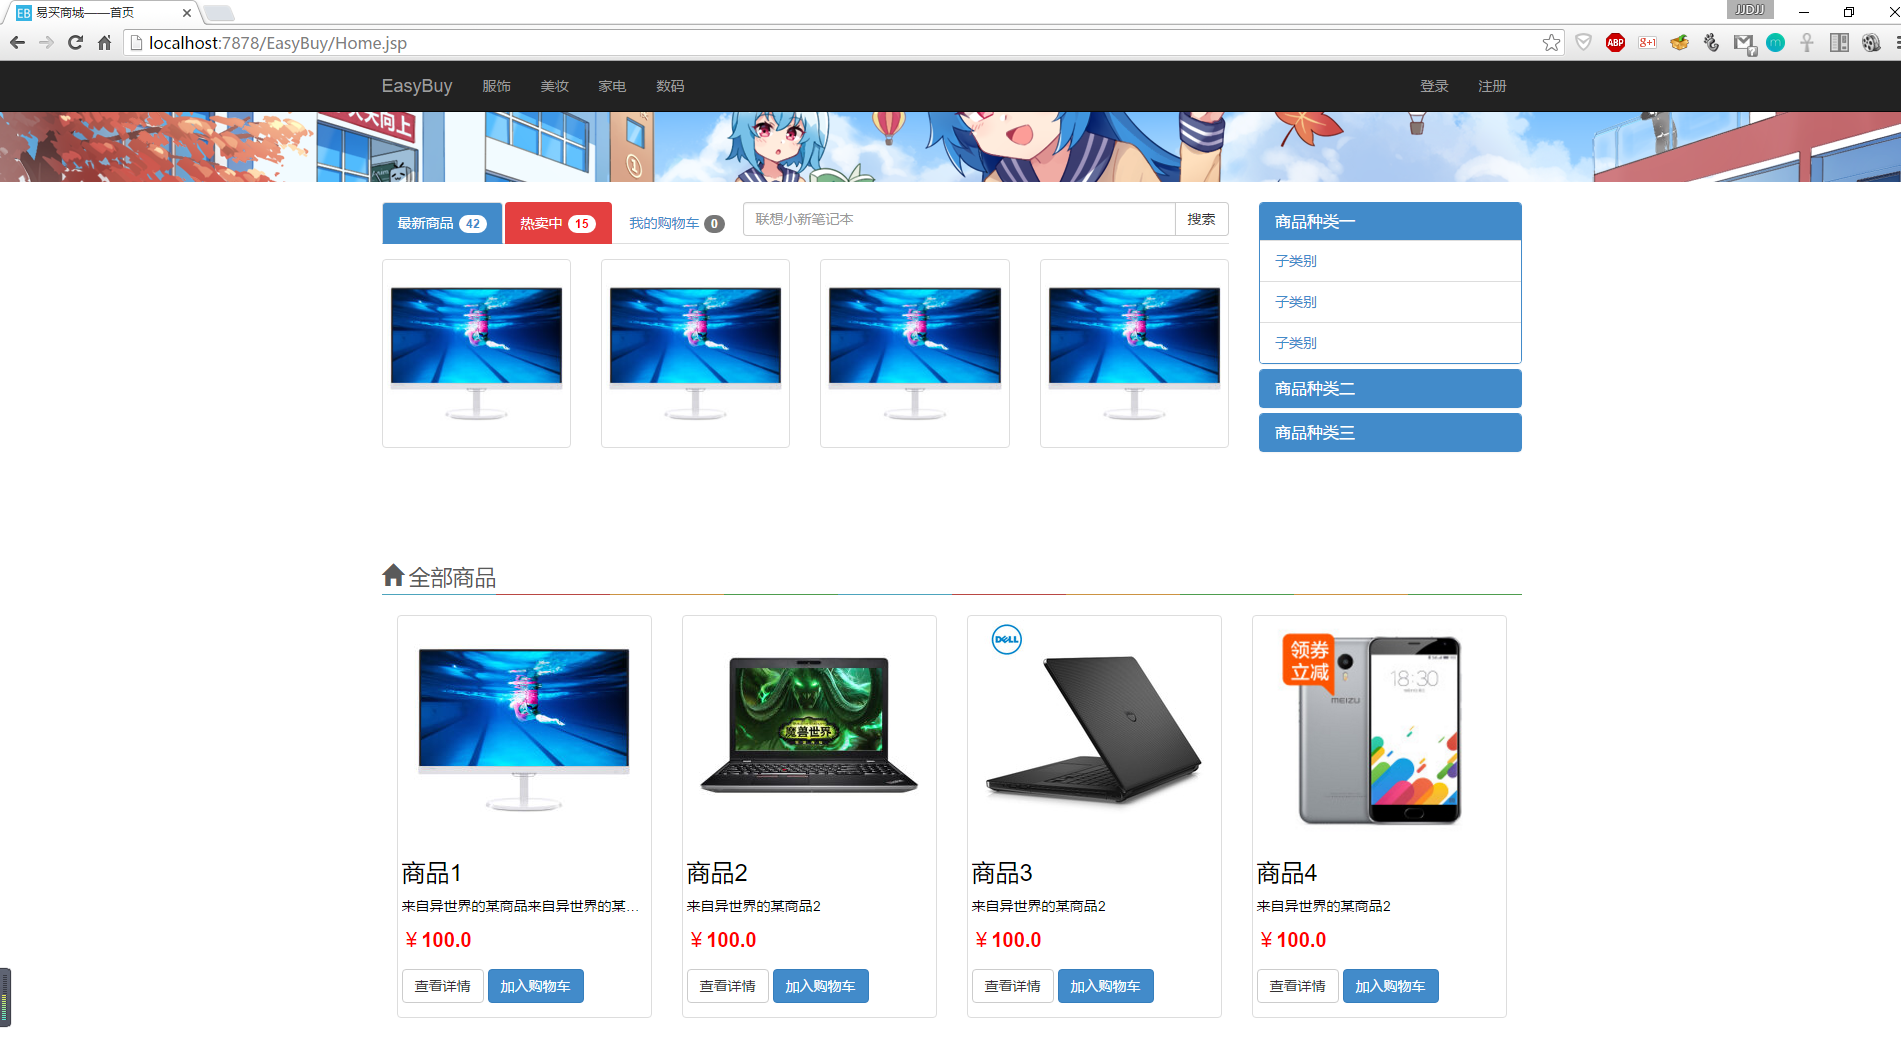 易买商城——首页
JJDJJ
localhost:7878/EasyBuy/Home.jsp
EasyBuy 服饰 美妆 家电 数码 登录 注册
天天向上
最新商品 42 热卖中 15 我的购物车 0 联想小新笔记本 搜索
商品种类一
子类别
子类别
子类别
商品种类二
商品种类三
全部商品
DELL
领券
立减
18:30
MEIZU
魔兽世界
商品1 商品2 商品3 商品4
来自异世界的某商品来自异世界的某… 来自异世界的某商品2 来自异世界的某商品2 来自异世界的某商品2
￥100.0 ￥100.0 ￥100.0 ￥100.0
查看详情 加入购物车 查看详情 加入购物车 查看详情 加入购物车 查看详情 加入购物车